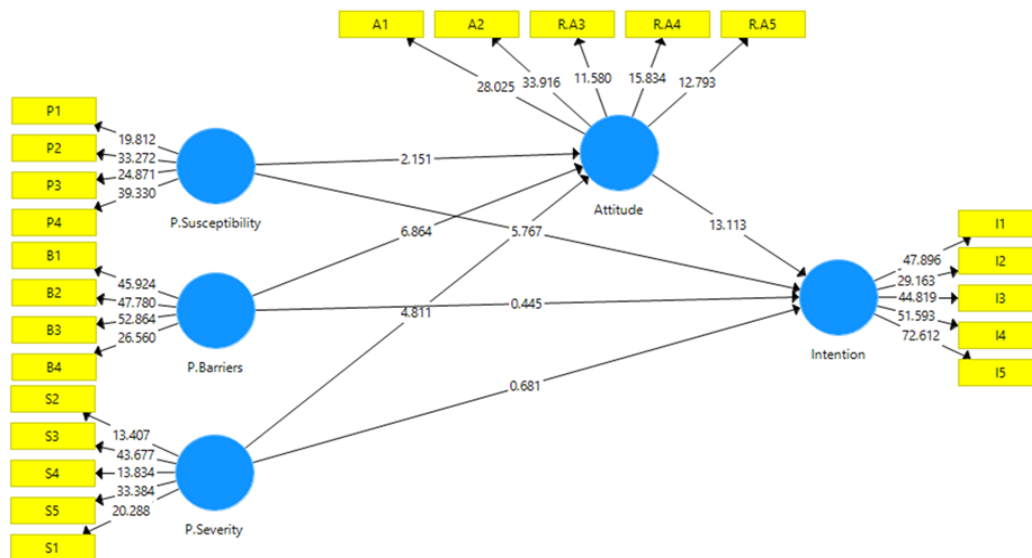 A1 A2 R.A3 R.A4 R.A5
28.025 33.916 11.580 15.834 12.793
P1
19.812
P2
33.272
P3
24.871
P4
39.330
P.Susceptibility
2.151
Attitude
5.767
6.864
13.113
B1
45.924
B2
47.780
B3
52.864
B4
26.560
P.Barriers
0.445
4.811
0.681
I1
47.896
I2
29.163
I3
44.819
I4
51.593
I5
72.612
Intention
S2
13.407
S3
43.677
S4
13.834
S5
33.384
S1
20.288
P.Severity